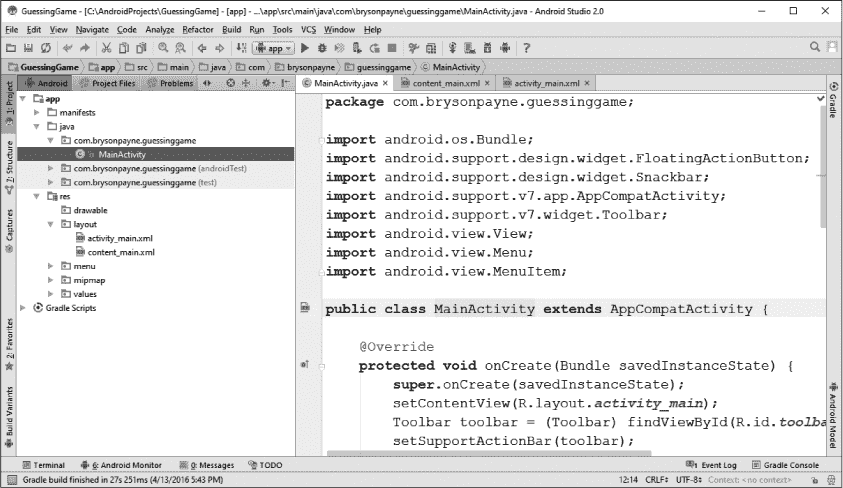 GuessingGame - [C:\AndroidProjects\GuessingGame] - [app] - ...\app\src\main\java\com\brysonpayne\guessinggame\MainActivity.java - Android Studio 2.0
File Edit View Navigate Code Analyze Refactor Build Run Tools VCS Window Help
app
GuessingGame app src main java com brysonpayne guessinggame MainActivity
Android Project Files Problems
MainActivity.java content_main.xml activity_main.xml
1: Project
7: Structure
Captures
2: Favorites
Build Variants
app
manifests
java
com.brysonpayne.guessinggame
MainActivity
com.brysonpayne.guessinggame (androidTest)
com.brysonpayne.guessinggame (test)
res
drawable
layout
activity_main.xml
content_main.xml
menu
mipmap
values
Gradle Scripts
package com.brysonpayne.guessinggame;
import android.os.Bundle;
import android.support.design.widget.FloatingActionButton;
import android.support.design.widget.Snackbar;
import android.support.v7.app.AppCompatActivity;
import android.support.v7.widget.Toolbar;
import android.view.View;
import android.view.Menu;
import android.view.MenuItem;
public class MainActivity extends AppCompatActivity {
@Override
protected void onCreate(Bundle savedInstanceState) {
super.onCreate(savedInstanceState);
setContentView(R.layout.activity_main);
Toolbar toolbar = (Toolbar) findViewById(R.id.toolba
setSupportActionBar(toolbar);
Gradle
Android Model
Terminal 6: Android Monitor 0: Messages TODO
Event Log Gradle Console
Gradle build finished in 27s 251ms (4/13/2016 5:43 PM)
12:14 CRLF UTF-8 Context: <no context>